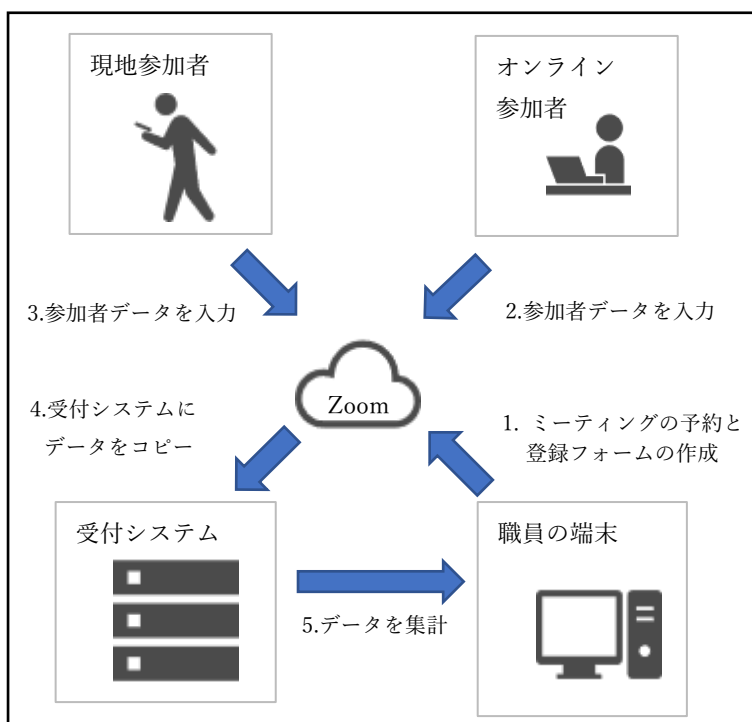 現地参加者
オンライン
参加者
3.参加者データを入力
2.参加者データを入力
Zoom
4.受付システムに
データをコピー
1. ミーティングの予約と
登録フォームの作成
受付システム
職員の端末
5.データを集計